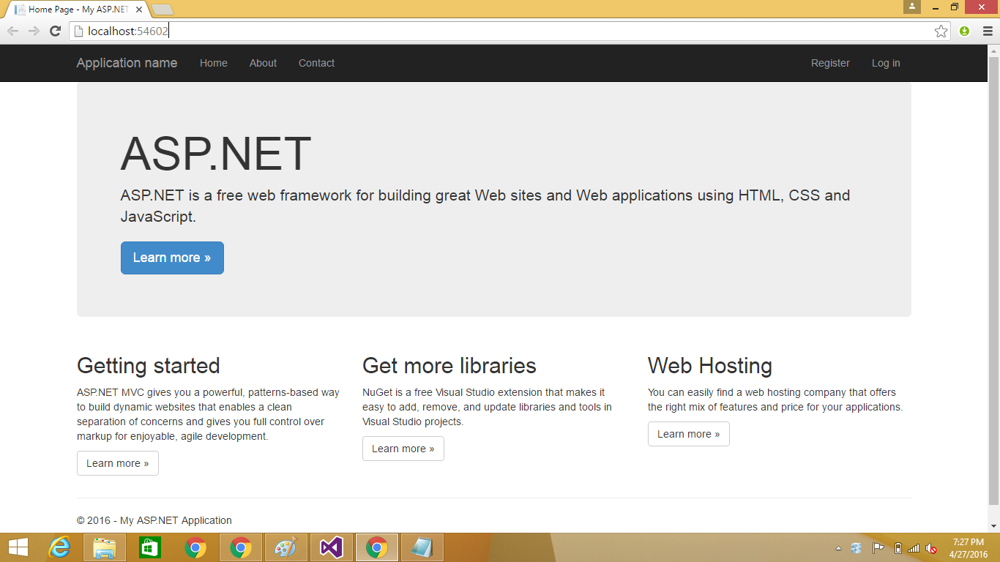 Home Page - My ASP.NET
localhost:54602
Application name Home About Contact Register Log in
ASP.NET
ASP.NET is a free web framework for building great Web sites and Web applications using HTML, CSS and
JavaScript.
Learn more »
Getting started
ASP.NET MVC gives you a powerful, patterns-based way
to build dynamic websites that enables a clean
separation of concerns and gives you full control over
markup for enjoyable, agile development.
Learn more »
Get more libraries
NuGet is a free Visual Studio extension that makes it
easy to add, remove, and update libraries and tools in
Visual Studio projects.
Learn more »
Web Hosting
You can easily find a web hosting company that offers
the right mix of features and price for your applications.
Learn more »
© 2016 - My ASP.NET Application
7:27 PM
4/27/2016